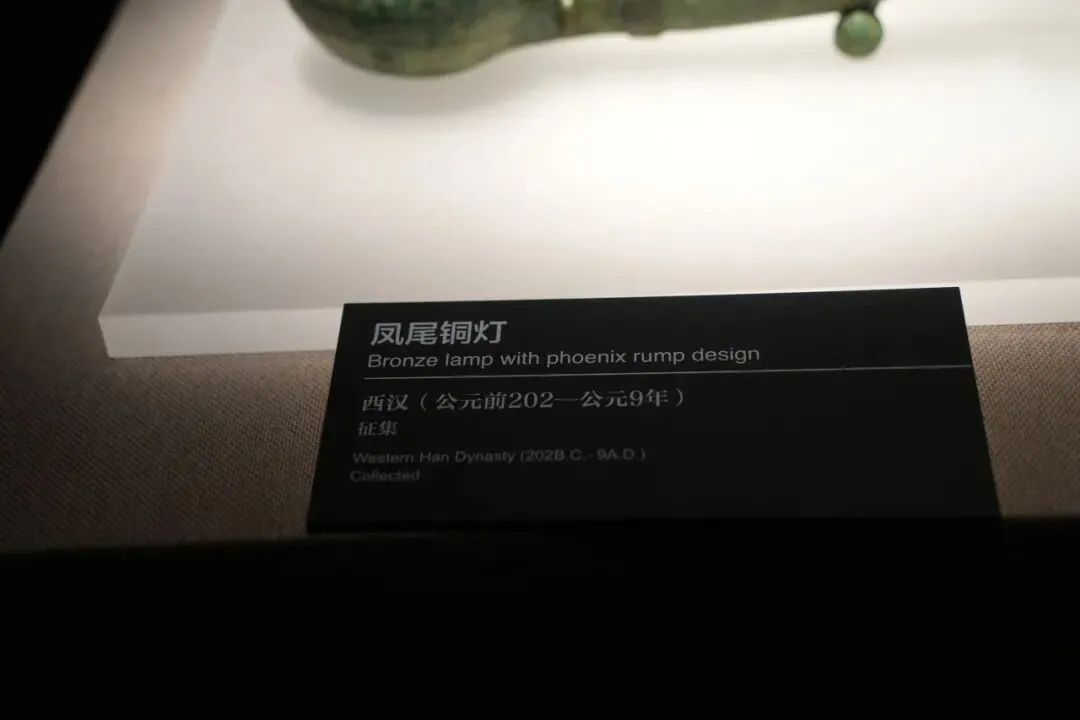 凤尾铜灯
Bronze lamp with phoenix rump design
西汉（公元前202—公元9年）
征集
Western Han Dynasty (202B.C.-9A.D.)
Collected